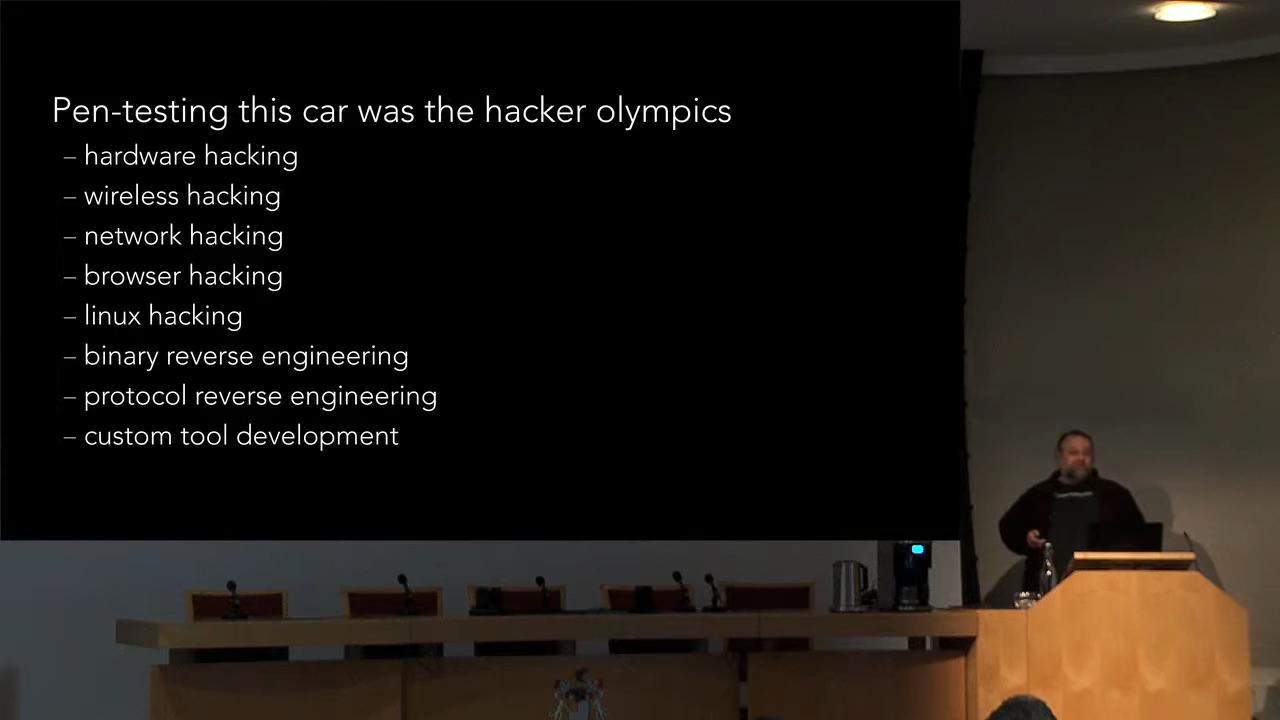 Pen-testing this car was the hacker olympics
– hardware hacking
– wireless hacking
– network hacking
– browser hacking
– linux hacking
– binary reverse engineering
– protocol reverse engineering
– custom tool development